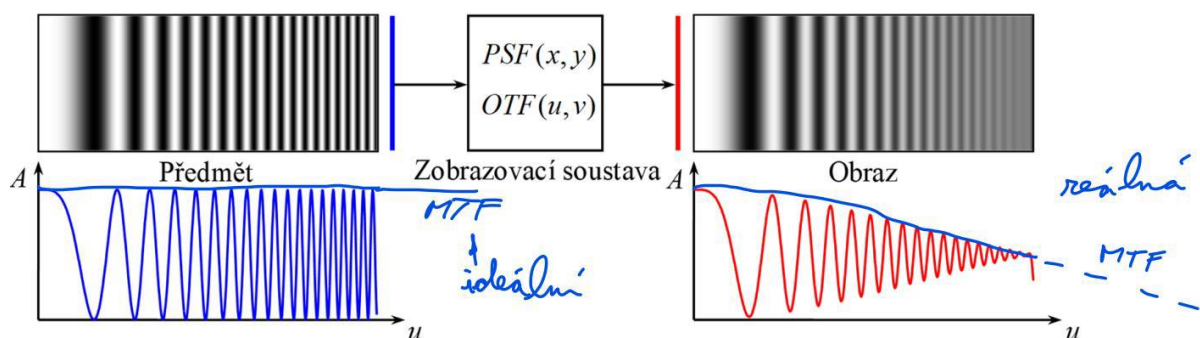 PSF(x,y)
OTF(u,v)
Předmět
Zobrazovací soustava
Obraz
reálná
A
A
MTF
MTF
ideální
u
u